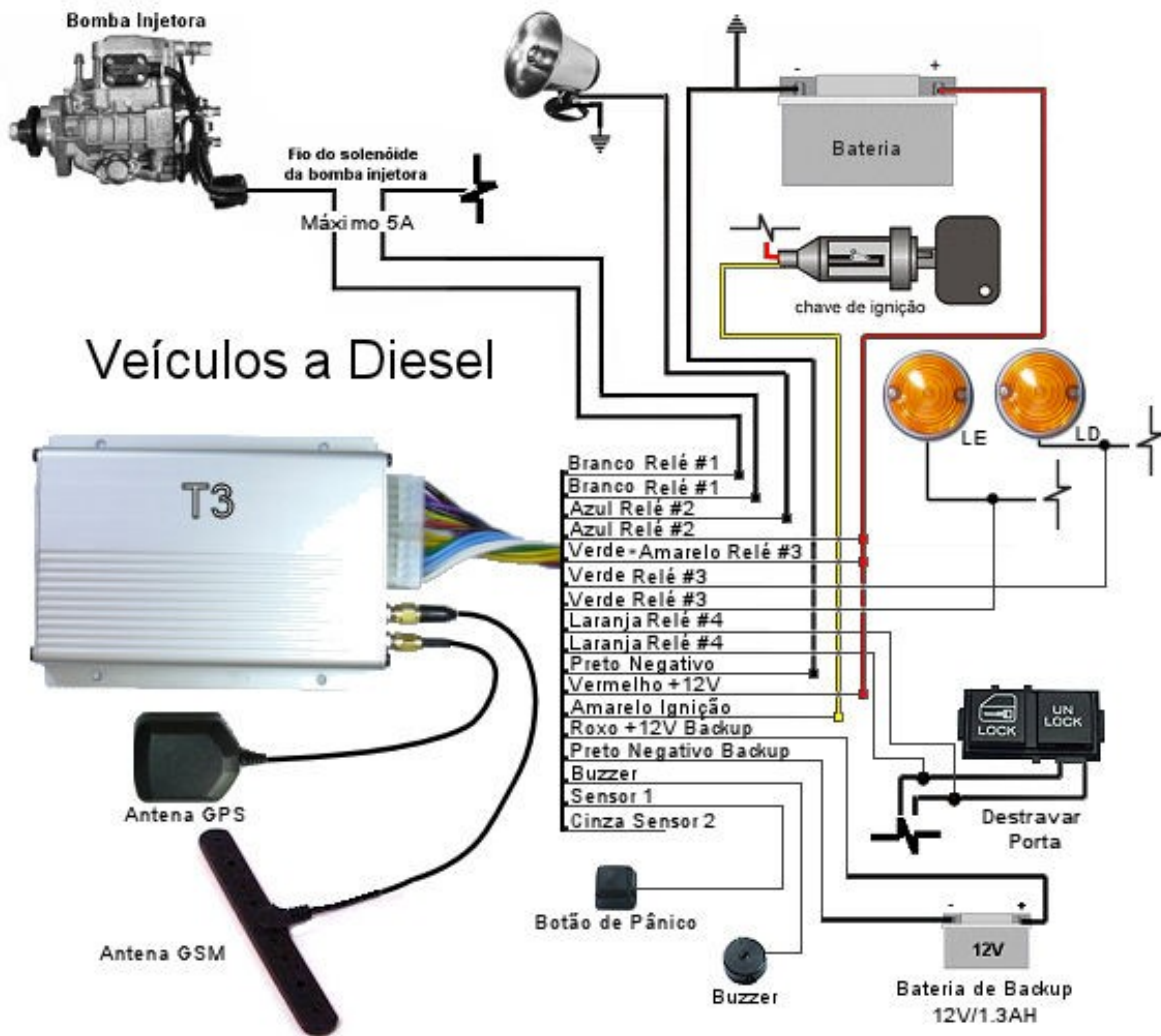 Bomba Injetora
Fio do solenóide
da bomba injetora
Máximo 5A
-
+
Bateria
chave de ignição
Veículos a Diesel
LE
LD
T3
Branco Relé #1
Branco Relé #1
Azul Relé #2
Azul Relé #2
Verde-Amarelo Relé #3
Verde Relé #3
Verde Relé #3
Laranja Relé #4
Laranja Relé #4
Preto Negativo
Vermelho +12V
Amarelo Ignição
Roxo +12V Backup
Preto Negativo Backup
Buzzer
Sensor 1
Cinza Sensor 2
LOCK
UN
LOCK
Destravar
Porta
Antena GPS
Antena GSM
Botão de Pânico
Buzzer
-
+
12V
Bateria de Backup
12V/1.3AH